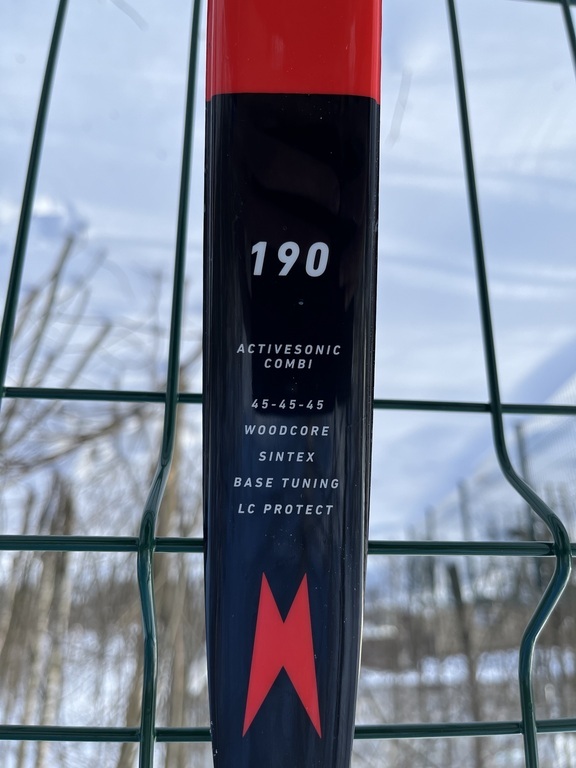 190
ACTIVESONIC
COMBI
45-45-45
WOODCORE
SINTEX
BASE TUNING
LC PROTECT